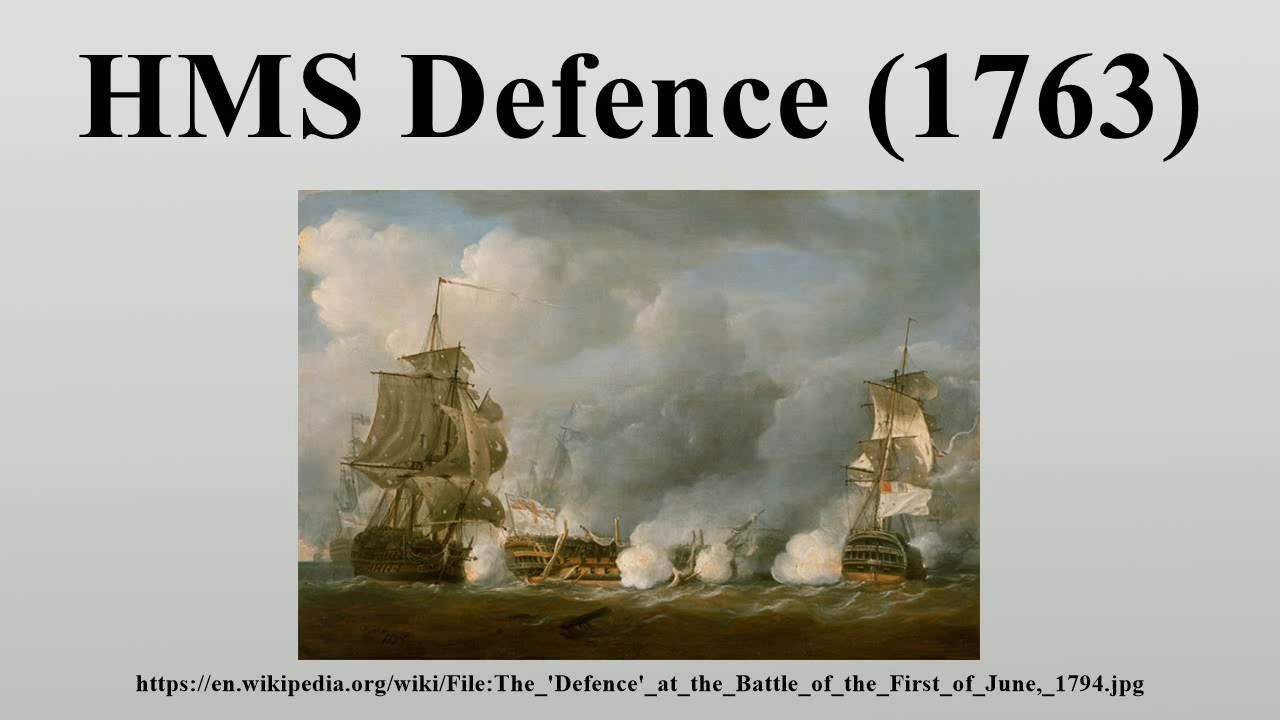 HMS Defence (1763)
https://en.wikipedia.org/wiki/File:The_'Defence'_at_the_Battle_of_the_First_of_June,_1794.jpg